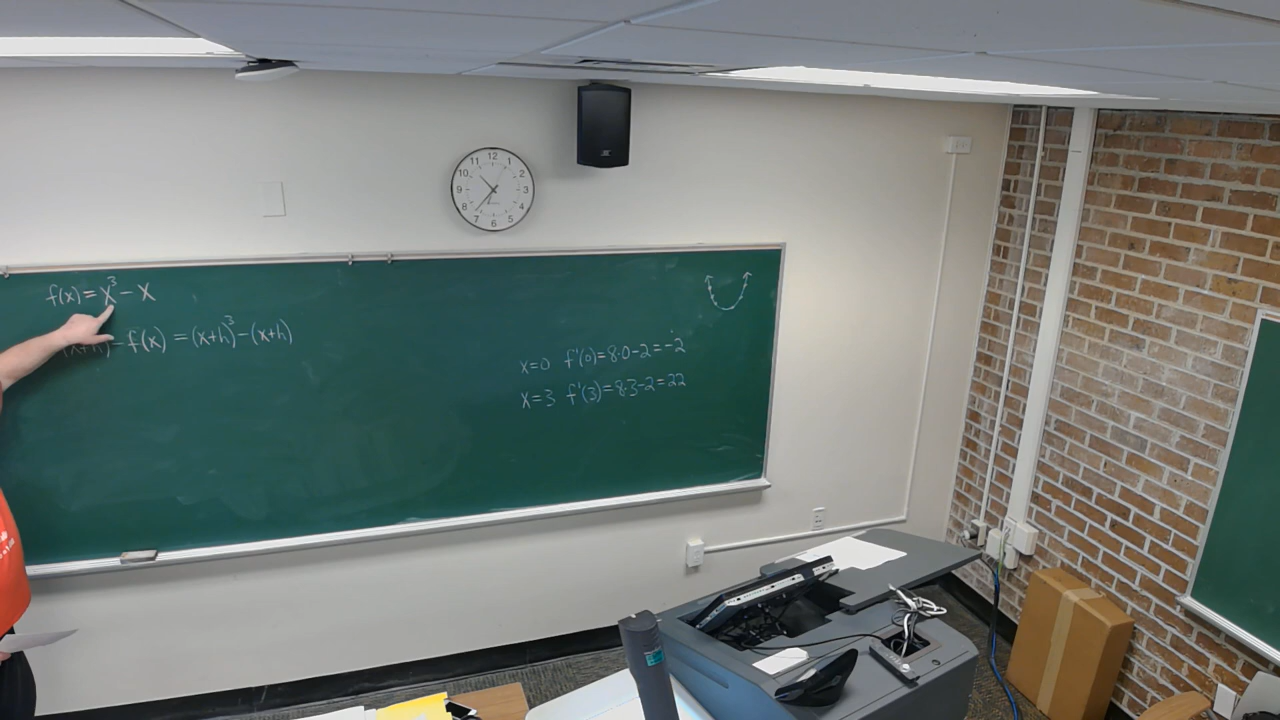 f(x) = x³ - x
(x+h) - f(x) = (x+h)³ - (x+h)
x=0 f'(0)=8·0-2=-2
x=3 f'(3)=8·3-2=22